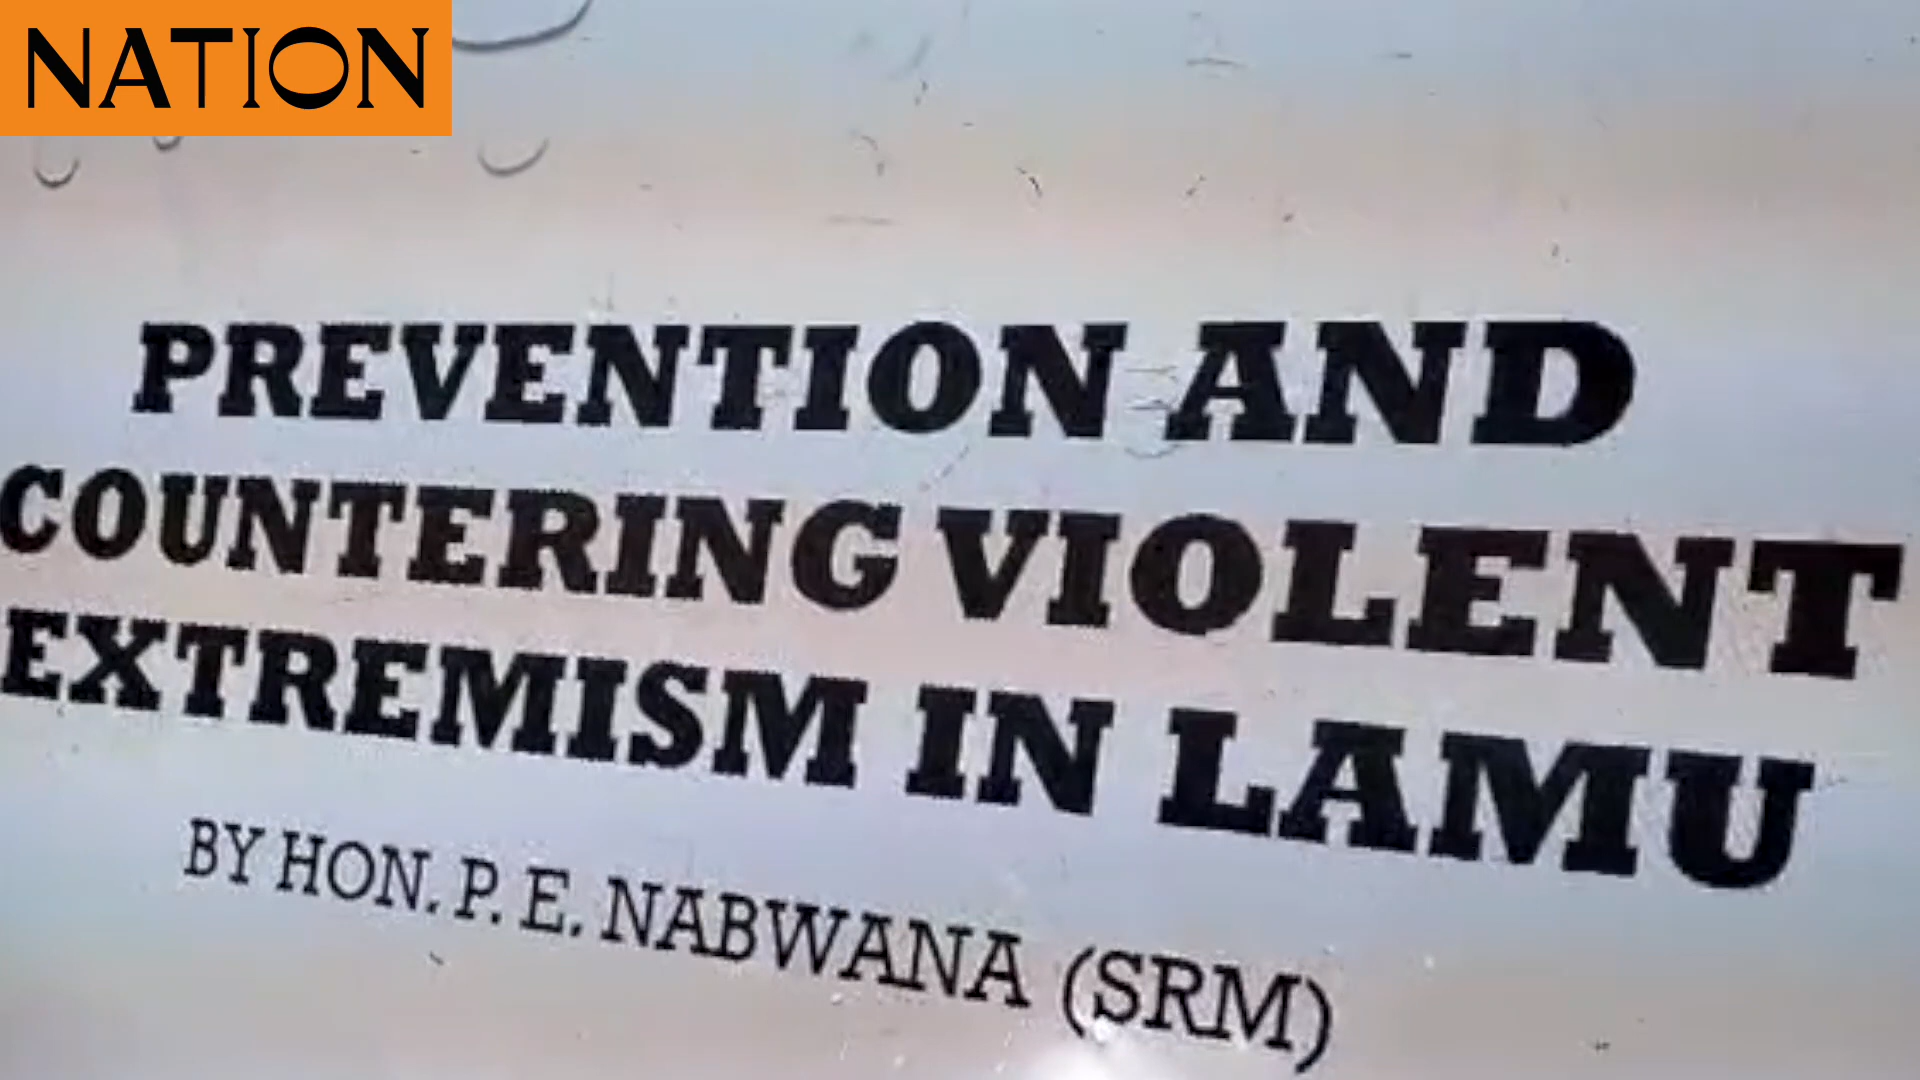 NATION
PREVENTION AND
COUNTERING VIOLENT
EXTREMISM IN LAMU
BY HON. P. E. NABWANA (SRM)